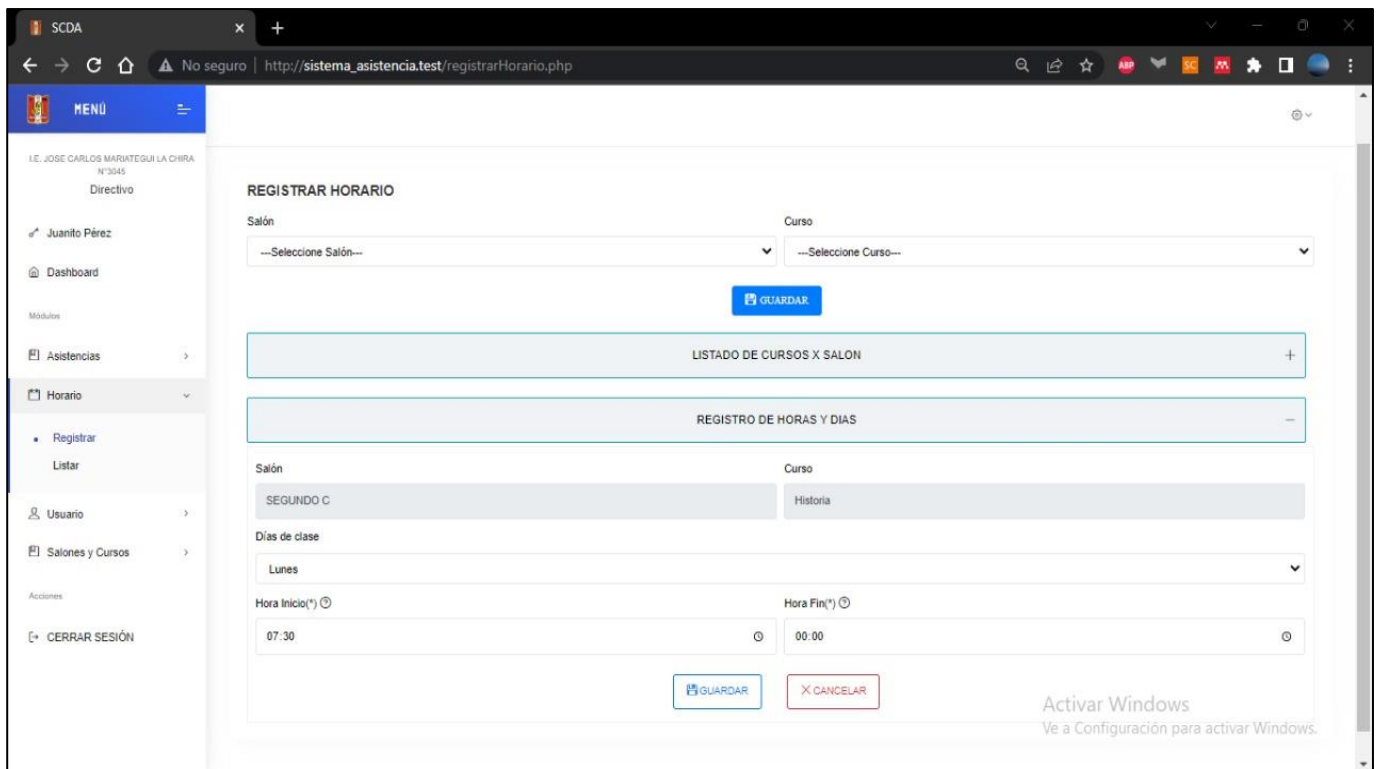 SCDA
No seguro | http://sistema_asistencia.test/registrarHorario.php
ABP
SC
MENÚ
I.E. JOSE CARLOS MARIATEGUI LA CHIRA
N°3045
Directivo
Juanito Pérez
Dashboard
Módulos
Asistencias
Horario
Registrar
Listar
Usuario
Salones y Cursos
Acciones
CERRAR SESIÓN
REGISTRAR HORARIO
Salón Curso
---Seleccione Salón--- ---Seleccione Curso---
GUARDAR
LISTADO DE CURSOS X SALON
REGISTRO DE HORAS Y DIAS
Salón Curso
SEGUNDO C Historia
Días de clase
Lunes
Hora Inicio(*) Hora Fin(*)
07:30 00:00
GUARDAR CANCELAR
Activar Windows
Ve a Configuración para activar Windows.